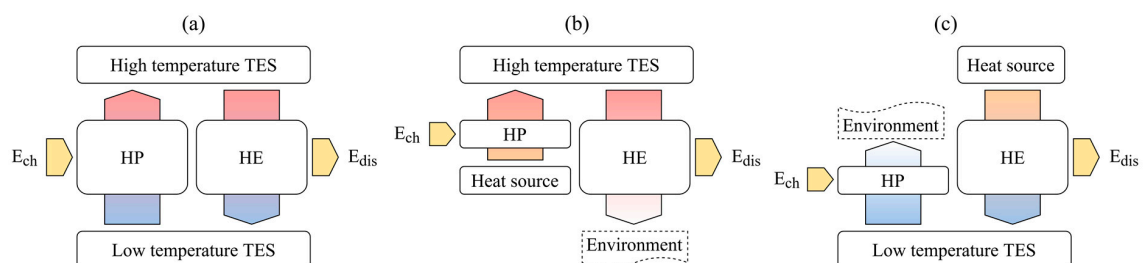 (a)
High temperature TES
E_ch
HP
HE
E_dis
Low temperature TES
(b)
High temperature TES
E_ch
HP
Heat source
HE
E_dis
Environment
(c)
Heat source
Environment
E_ch
HP
HE
E_dis
Low temperature TES